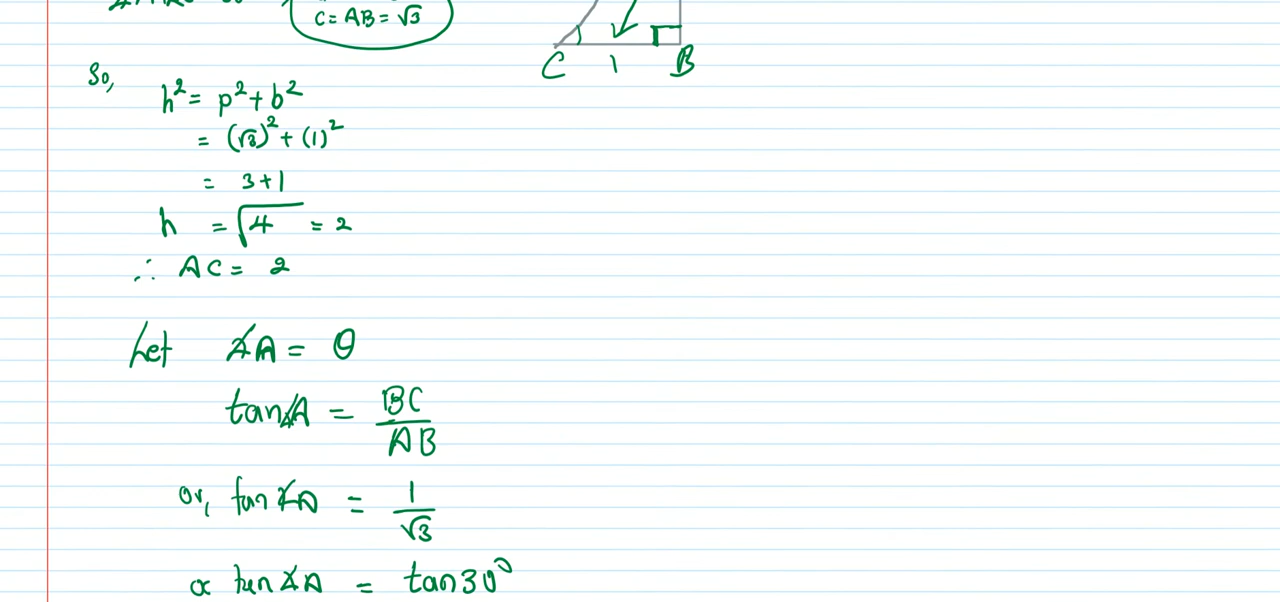 C = AB = √3
C 1 B
So,
h² = p² + b²
= (√3)² + (1)²
= 3+1
h = √4 = 2
∴ AC = 2
Let ∡A = θ
tan∡A = BC/AB
or, tan∡A = 1/√3
or tan∡A = tan30°